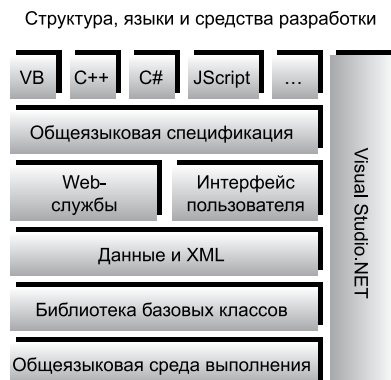 Структура, языки и средства разработки
VB C++ C# JScript ...
Общеязыковая спецификация
Web-
службы
Интерфейс
пользователя
Данные и XML
Библиотека базовых классов
Общеязыковая среда выполнения
Visual Studio.NET